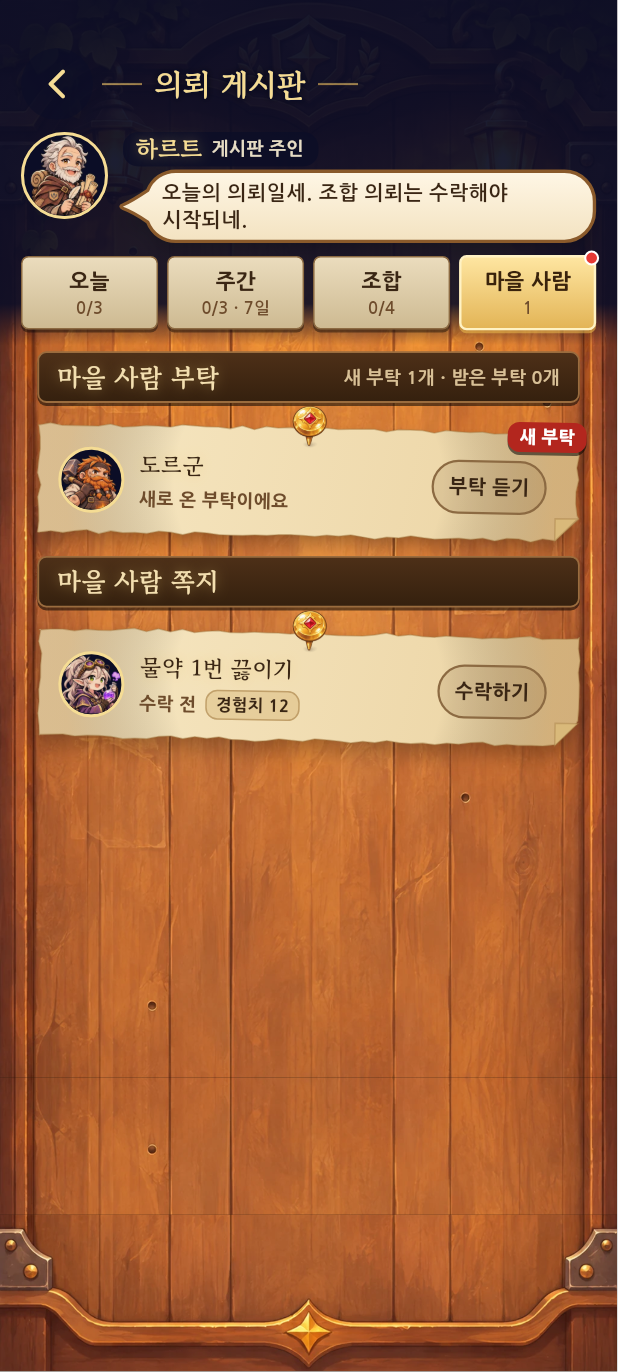 의뢰 게시판
하르트 게시판 주인
오늘의 의뢰일세. 조합 의뢰는 수락해야
시작되네.
오늘
0/3
주간
0/3 · 7일
조합
0/4
마을 사람
1
마을 사람 부탁
새 부탁 1개 · 받은 부탁 0개
새 부탁
도르군
새로 온 부탁이에요
부탁 듣기
마을 사람 쪽지
물약 1번 끓이기
수락 전 경험치 12
수락하기